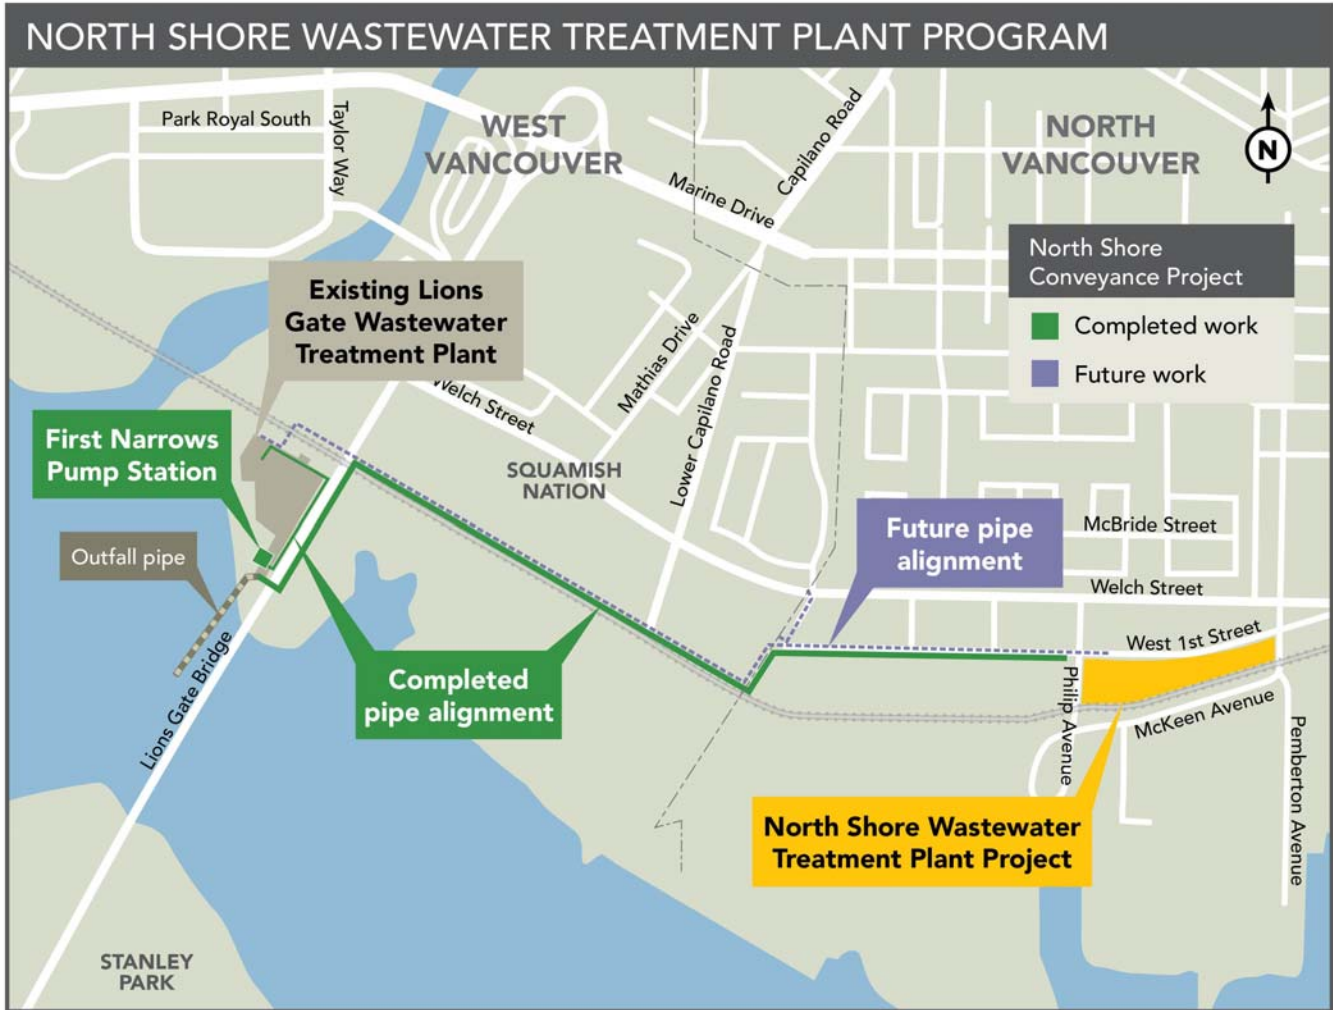 NORTH SHORE WASTEWATER TREATMENT PLANT PROGRAM
Park Royal South
Taylor Way
WEST
VANCOUVER
Capilano Road
NORTH
VANCOUVER
N
Marine Drive
North Shore
Conveyance Project
Completed work
Future work
Existing Lions
Gate Wastewater
Treatment Plant
Mathias Drive
Lower Capilano Road
Welch Street
First Narrows
Pump Station
SQUAMISH
NATION
Outfall pipe
Future pipe
alignment
McBride Street
Welch Street
West 1st Street
Completed
pipe alignment
Lions Gate Bridge
Philip Avenue
McKeen Avenue
Pemberton Avenue
North Shore Wastewater
Treatment Plant Project
STANLEY
PARK